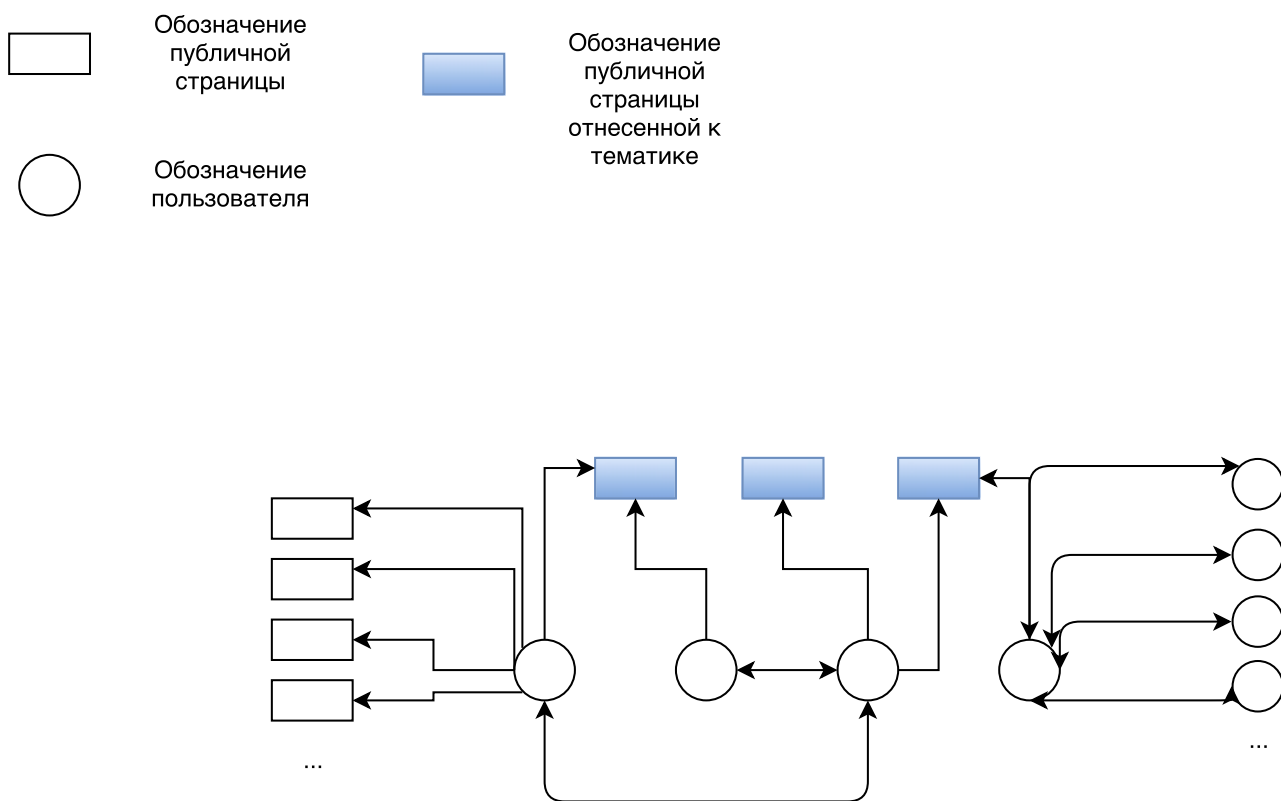 Обозначение
публичной
страницы
Обозначение
публичной
страницы
отнесенной к
тематике
Обозначение
пользователя
...
...